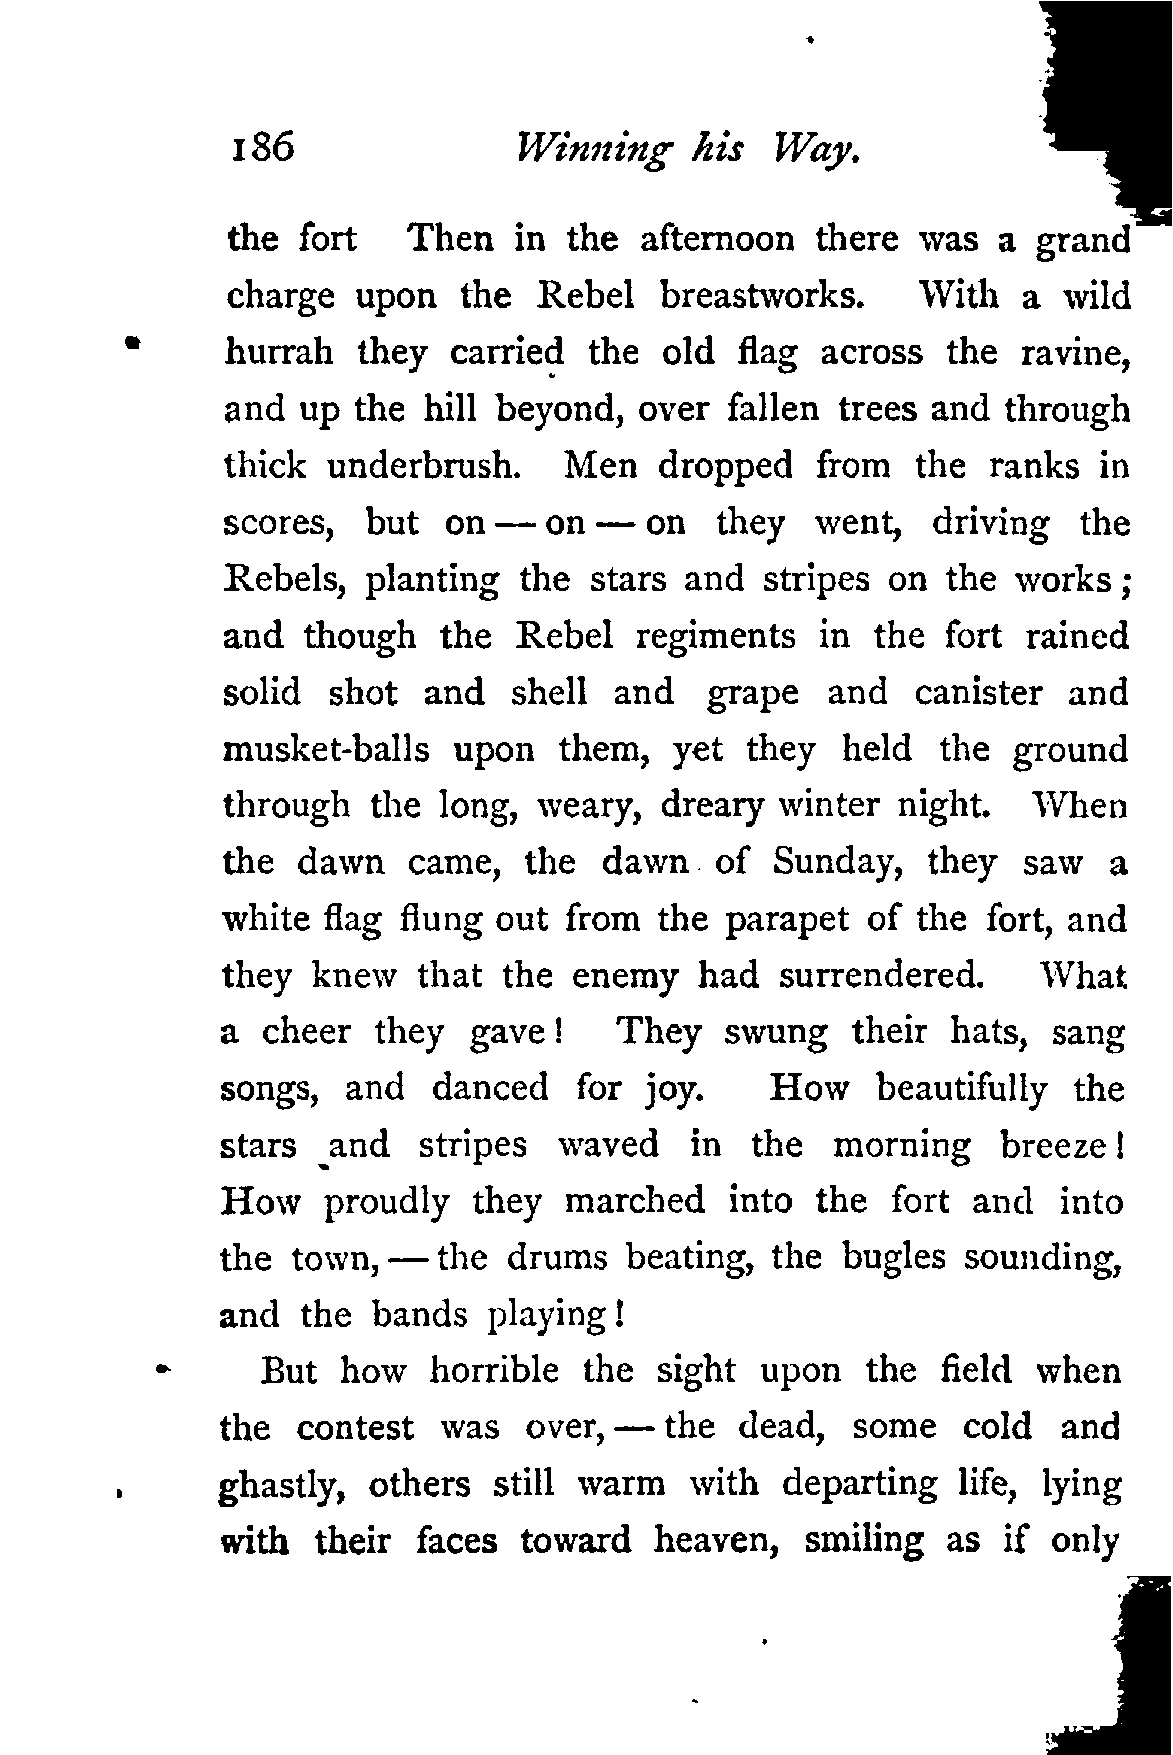 186 Winning his Way.
the fort Then in the afternoon there was a grand
charge upon the Rebel breastworks. With a wild
hurrah they carried the old flag across the ravine,
and up the hill beyond, over fallen trees and through
thick underbrush. Men dropped from the ranks in
scores, but on — on — on they went, driving the
Rebels, planting the stars and stripes on the works ;
and though the Rebel regiments in the fort rained
solid shot and shell and grape and canister and
musket-balls upon them, yet they held the ground
through the long, weary, dreary winter night. When
the dawn came, the dawn of Sunday, they saw a
white flag flung out from the parapet of the fort, and
they knew that the enemy had surrendered. What
a cheer they gave ! They swung their hats, sang
songs, and danced for joy. How beautifully the
stars and stripes waved in the morning breeze !
How proudly they marched into the fort and into
the town, — the drums beating, the bugles sounding,
and the bands playing !
But how horrible the sight upon the field when
the contest was over, — the dead, some cold and
ghastly, others still warm with departing life, lying
with their faces toward heaven, smiling as if only